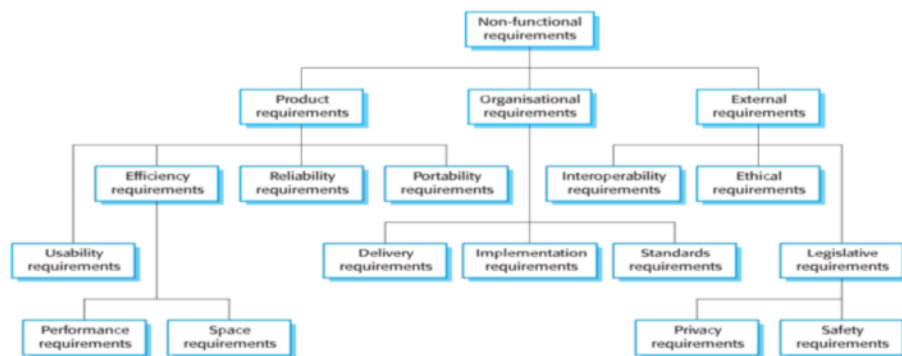 Non-functional
requirements
Product
requirements
Organisational
requirements
External
requirements
Efficiency
requirements
Reliability
requirements
Portability
requirements
Interoperability
requirements
Ethical
requirements
Usability
requirements
Delivery
requirements
Implementation
requirements
Standards
requirements
Legislative
requirements
Performance
requirements
Space
requirements
Privacy
requirements
Safety
requirements